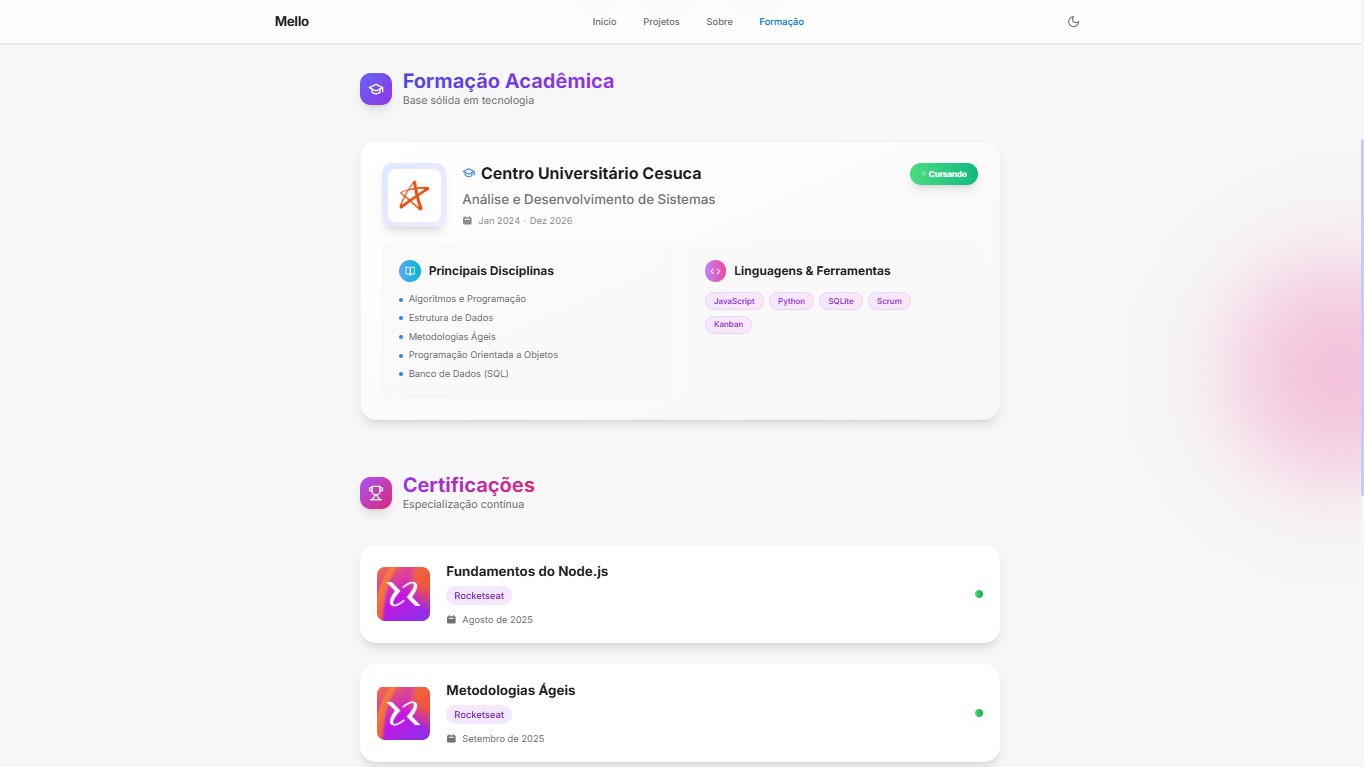 Mello
Início Projetos Sobre Formação
Formação Acadêmica
Base sólida em tecnologia
Centro Universitário Cesuca
Cursando
Análise e Desenvolvimento de Sistemas
Jan 2024 - Dez 2026
Principais Disciplinas
Algoritmos e Programação
Estrutura de Dados
Metodologias Ágeis
Programação Orientada a Objetos
Banco de Dados (SQL)
Linguagens & Ferramentas
JavaScript Python SQLite Scrum
Kanban
Certificações
Especialização contínua
Fundamentos do Node.js
Rocketseat
Agosto de 2025
Metodologias Ágeis
Rocketseat
Setembro de 2025